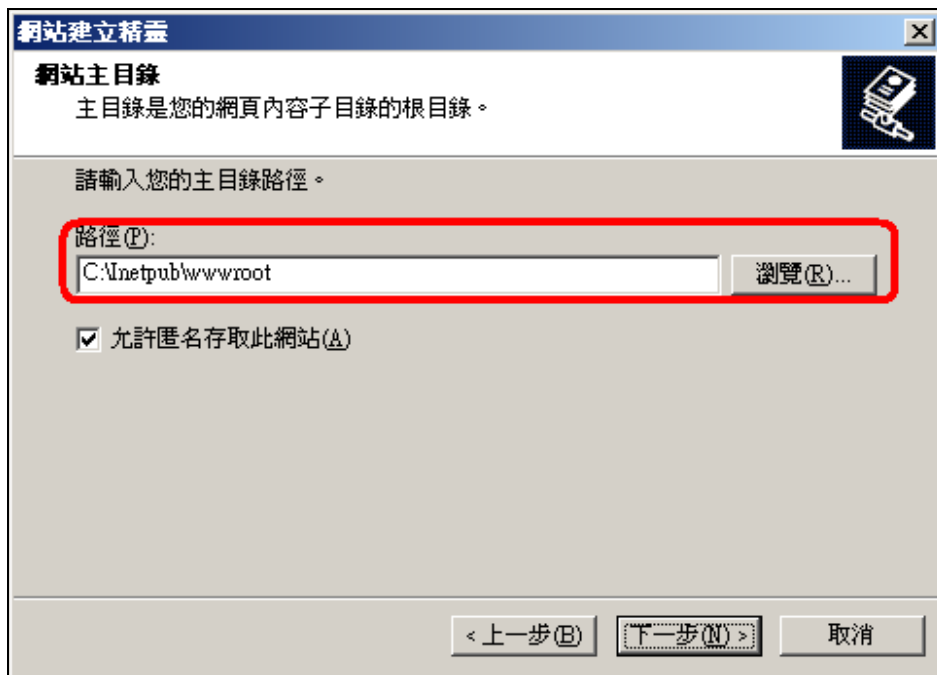 網站建立精靈
網站主目錄
主目錄是您的網頁內容子目錄的根目錄。
請輸入您的主目錄路徑。
路徑(P):
C:\Inetpub\wwwroot
瀏覽(R)...
允許匿名存取此網站(A)
< 上一步(B)
下一步(N) >
取消